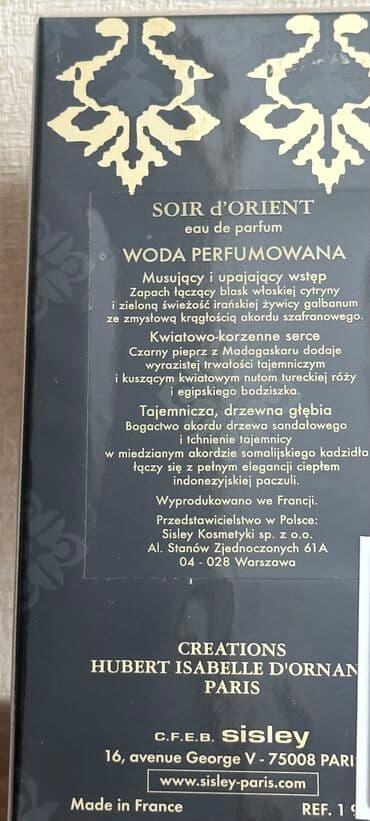 SOIR d'ORIENT
eau de parfum
WODA PERFUMOWANA
Musujący i upajający wstęp
Zapach łączący blask włoskiej cytryny
i zieloną świeżość irańskiej żywicy galbanum
ze zmysłową krągłością akordu szafranowego.
Kwiatowo-korzenne serce
Czarny pieprz z Madagaskaru dodaje
wyrazistej trwałości tajemniczym
i kuszącym kwiatowym nutom tureckiej róży
i egipskiego bodziszka.
Tajemnicza, drzewna głębia
Bogactwo akordu drzewa sandałowego
i tchnienie tajemnicy
w miedzianym akordzie somalijskiego kadzidła
łączy się z pełnym elegancji ciepłem
indonezyjskiej paczuli.
Wyprodukowano we Francji.
Przedstawicielstwo w Polsce:
Sisley Kosmetyki sp. z o.o.
Al. Stanów Zjednoczonych 61A
04 - 028 Warszawa
CREATIONS
HUBERT ISABELLE D'ORNAN
PARIS
C.F.E.B. sisley
16, avenue George V - 75008 PARI
www.sisley-paris.com
Made in France REF. 1